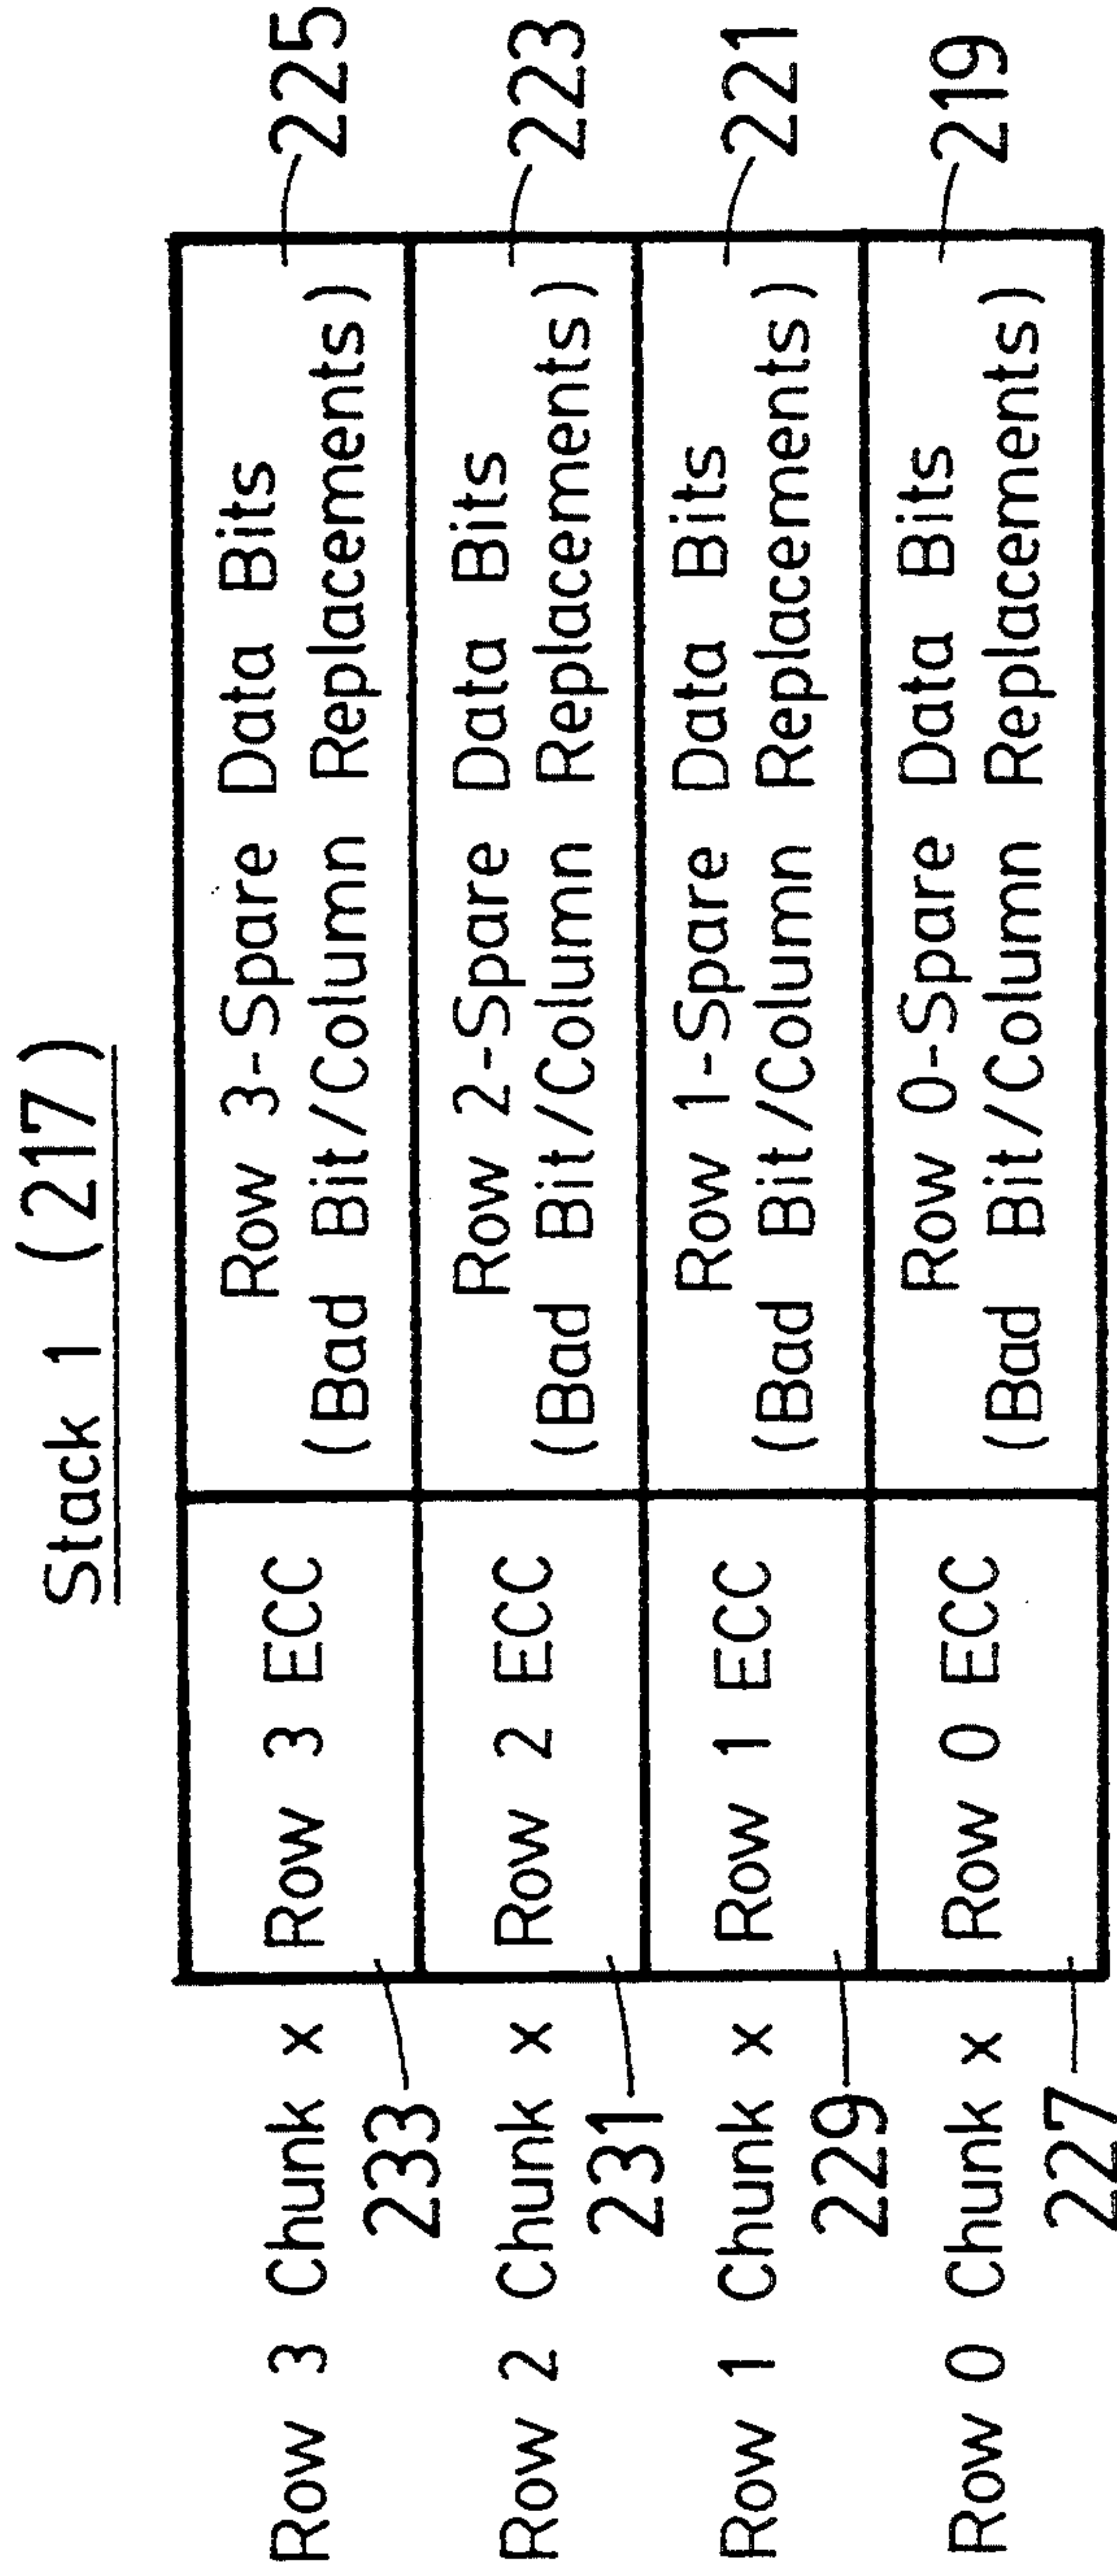 Stack 1 (217)
Row 3 Chunk x
233
Row 3 ECC
Row 3-Spare Data Bits
(Bad Bit/Column Replacements)
225
Row 2 Chunk x
231
Row 2 ECC
Row 2-Spare Data Bits
(Bad Bit/Column Replacements)
223
Row 1 Chunk x
229
Row 1 ECC
Row 1-Spare Data Bits
(Bad Bit/Column Replacements)
221
Row 0 Chunk x
227
Row 0 ECC
Row 0-Spare Data Bits
(Bad Bit/Column Replacements)
219